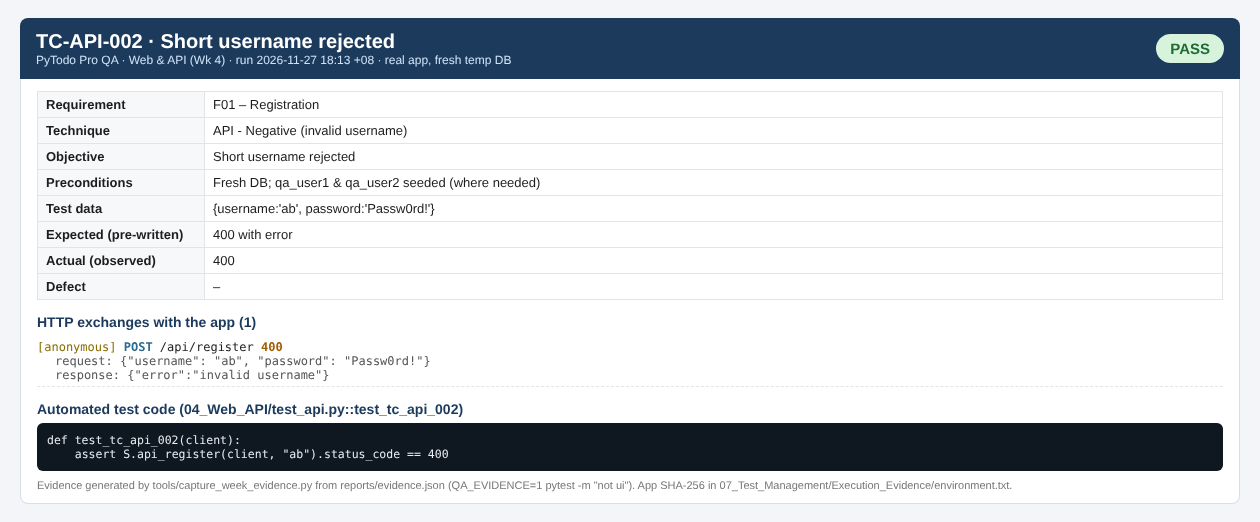 TC-API-002 · Short username rejected
PyTodo Pro QA · Web & API (Wk 4) · run 2026-11-27 18:13 +08 · real app, fresh temp DB
PASS
Requirement F01 – Registration
Technique API - Negative (invalid username)
Objective Short username rejected
Preconditions Fresh DB; qa_user1 & qa_user2 seeded (where needed)
Test data {username:'ab', password:'Passw0rd!'}
Expected (pre-written) 400 with error
Actual (observed) 400
Defect –
HTTP exchanges with the app (1)
[anonymous] POST /api/register 400
request: {"username": "ab", "password": "Passw0rd!"}
response: {"error":"invalid username"}
Automated test code (04_Web_API/test_api.py::test_tc_api_002)
def test_tc_api_002(client):
    assert S.api_register(client, "ab").status_code == 400
Evidence generated by tools/capture_week_evidence.py from reports/evidence.json (QA_EVIDENCE=1 pytest -m "not ui"). App SHA-256 in 07_Test_Management/Execution_Evidence/environment.txt.